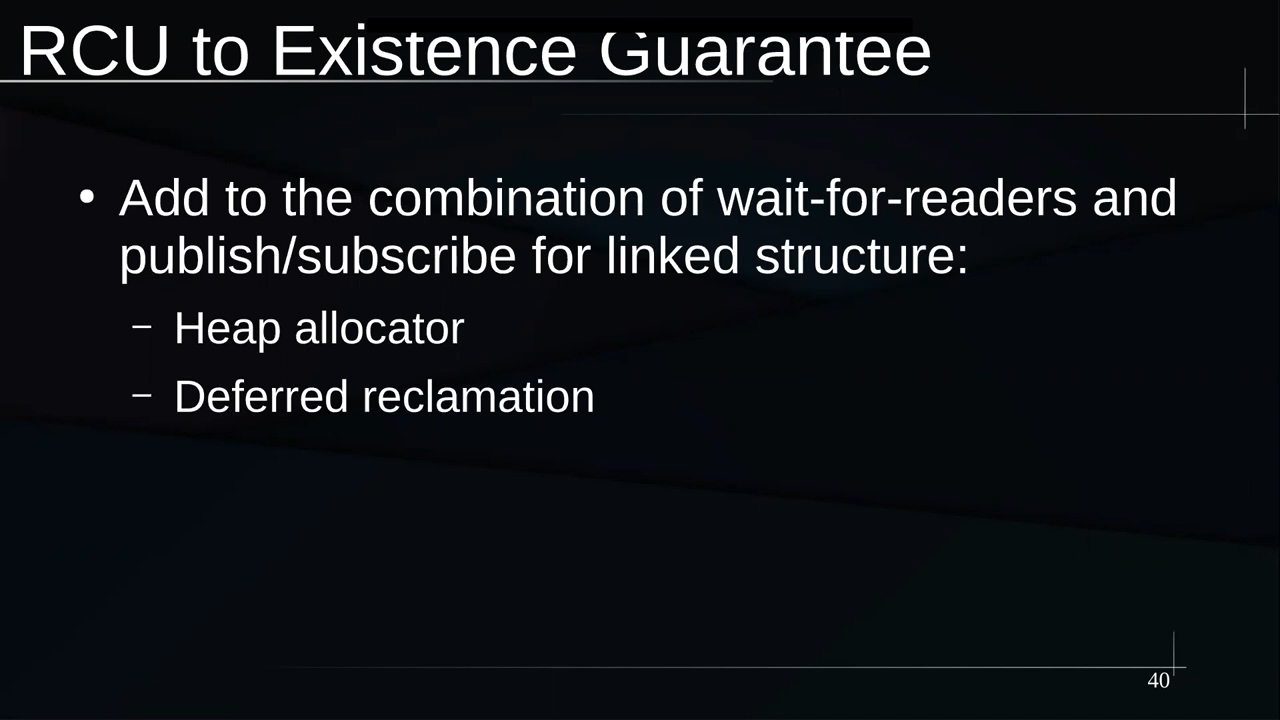 RCU to Existence Guarantee
● Add to the combination of wait-for-readers and
publish/subscribe for linked structure:
– Heap allocator
– Deferred reclamation
40